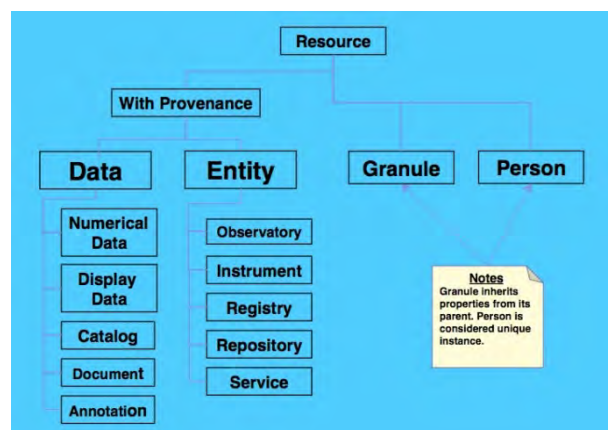 Resource
With Provenance
Data
Entity
Granule
Person
Numerical
Data
Display
Data
Catalog
Document
Annotation
Observatory
Instrument
Registry
Repository
Service
Notes
Granule inherits
properties from its
parent. Person is
considered unique
instance.